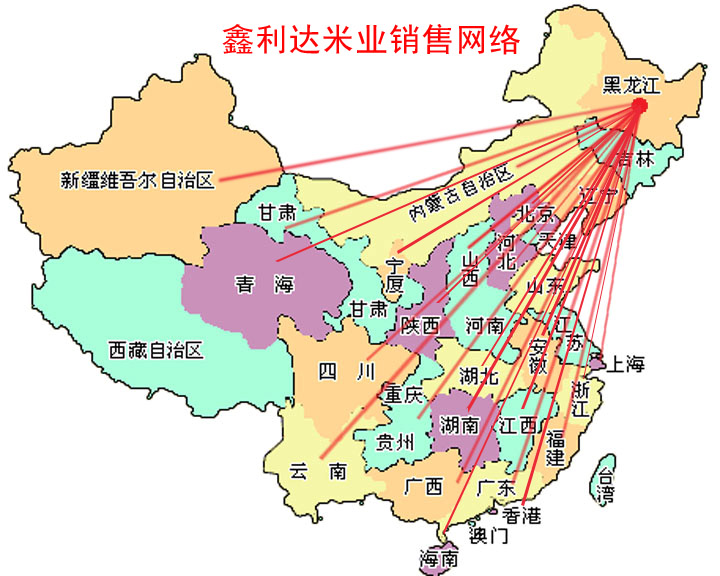 鑫利达米业销售网络
黑龙江
吉林
辽宁
新疆维吾尔自治区
内蒙古自治区
甘肃
北京
天津
河北
山西
宁夏
青海
山东
甘肃
陕西
河南
江苏
西藏自治区
安徽
上海
四川
重庆
湖北
浙江
湖南
江西
贵州
福建
云南
广西
广东
台湾
香港
澳门
海南